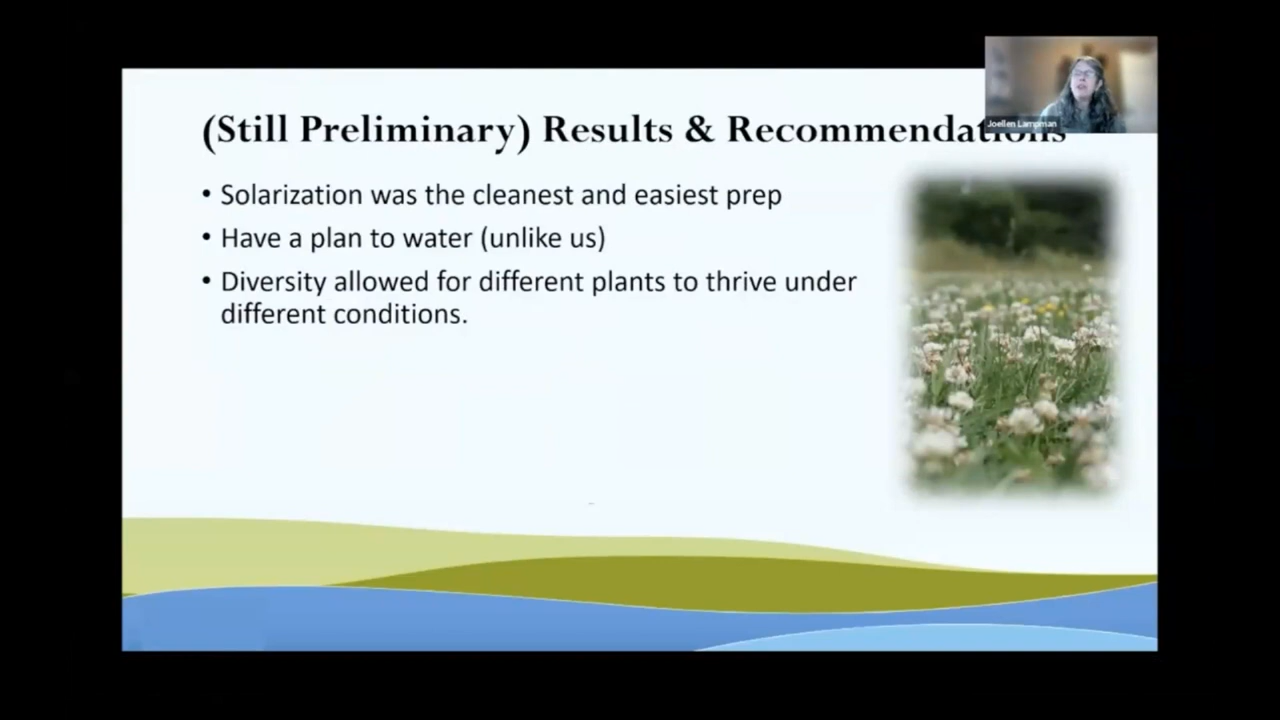 Joellen Lampman
(Still Preliminary) Results & Recommendations
• Solarization was the cleanest and easiest prep
• Have a plan to water (unlike us)
• Diversity allowed for different plants to thrive under
different conditions.